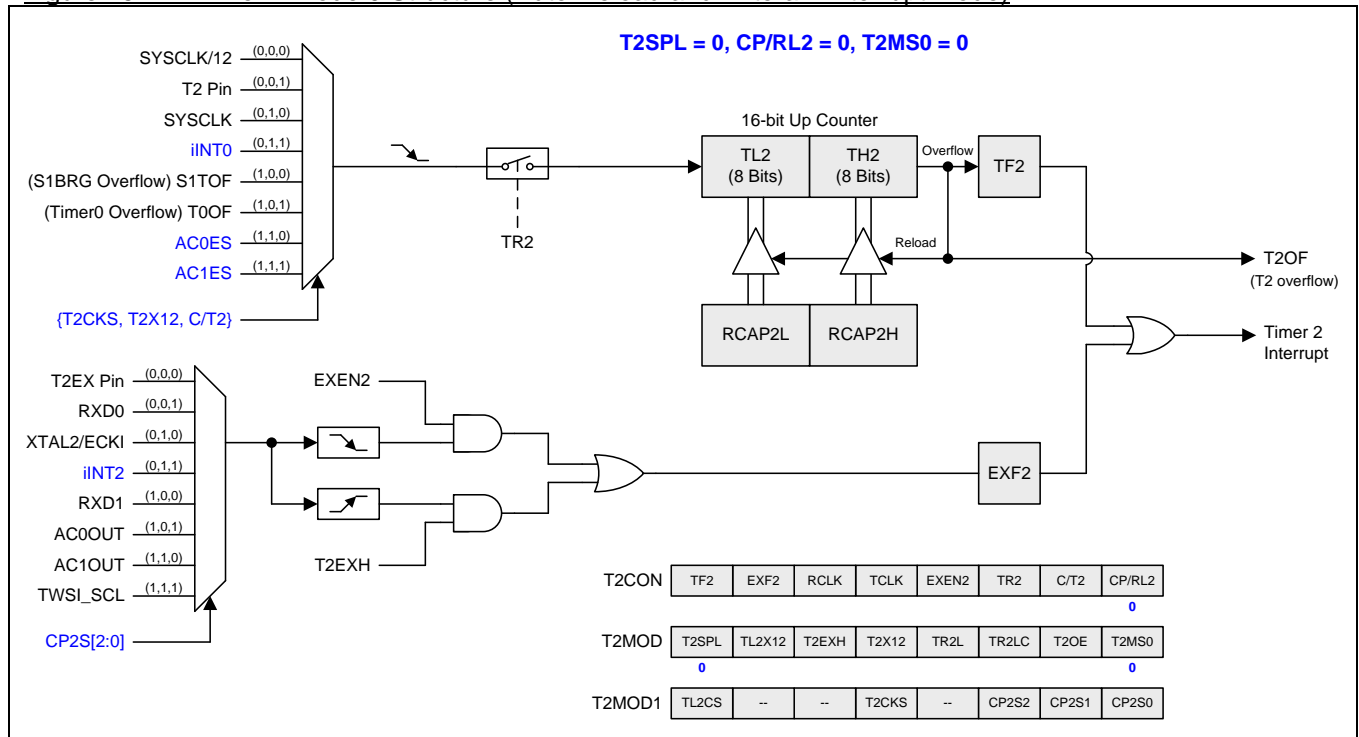 T2SPL = 0, CP/RL2 = 0, T2MS0 = 0
SYSCLK/12 (0,0,0)
T2 Pin (0,0,1)
SYSCLK (0,1,0)
iINT0 (0,1,1)
(S1BRG Overflow) S1TOF (1,0,0)
(Timer0 Overflow) T0OF (1,0,1)
AC0ES (1,1,0)
AC1ES (1,1,1)
{T2CKS, T2X12, C/T2}
TR2
16-bit Up Counter
TL2
(8 Bits)
TH2
(8 Bits)
Overflow
TF2
Reload
RCAP2L
RCAP2H
T2OF
(T2 overflow)
Timer 2
Interrupt
T2EX Pin (0,0,0)
RXD0 (0,0,1)
XTAL2/ECKI (0,1,0)
iINT2 (0,1,1)
RXD1 (1,0,0)
AC0OUT (1,0,1)
AC1OUT (1,1,0)
TWSI_SCL (1,1,1)
CP2S[2:0]
EXEN2
T2EXH
EXF2
T2CON TF2 EXF2 RCLK TCLK EXEN2 TR2 C/T2 CP/RL2
0
T2MOD T2SPL TL2X12 T2EXH T2X12 TR2L TR2LC T2OE T2MS0
0 0
T2MOD1 TL2CS -- -- T2CKS -- CP2S2 CP2S1 CP2S0